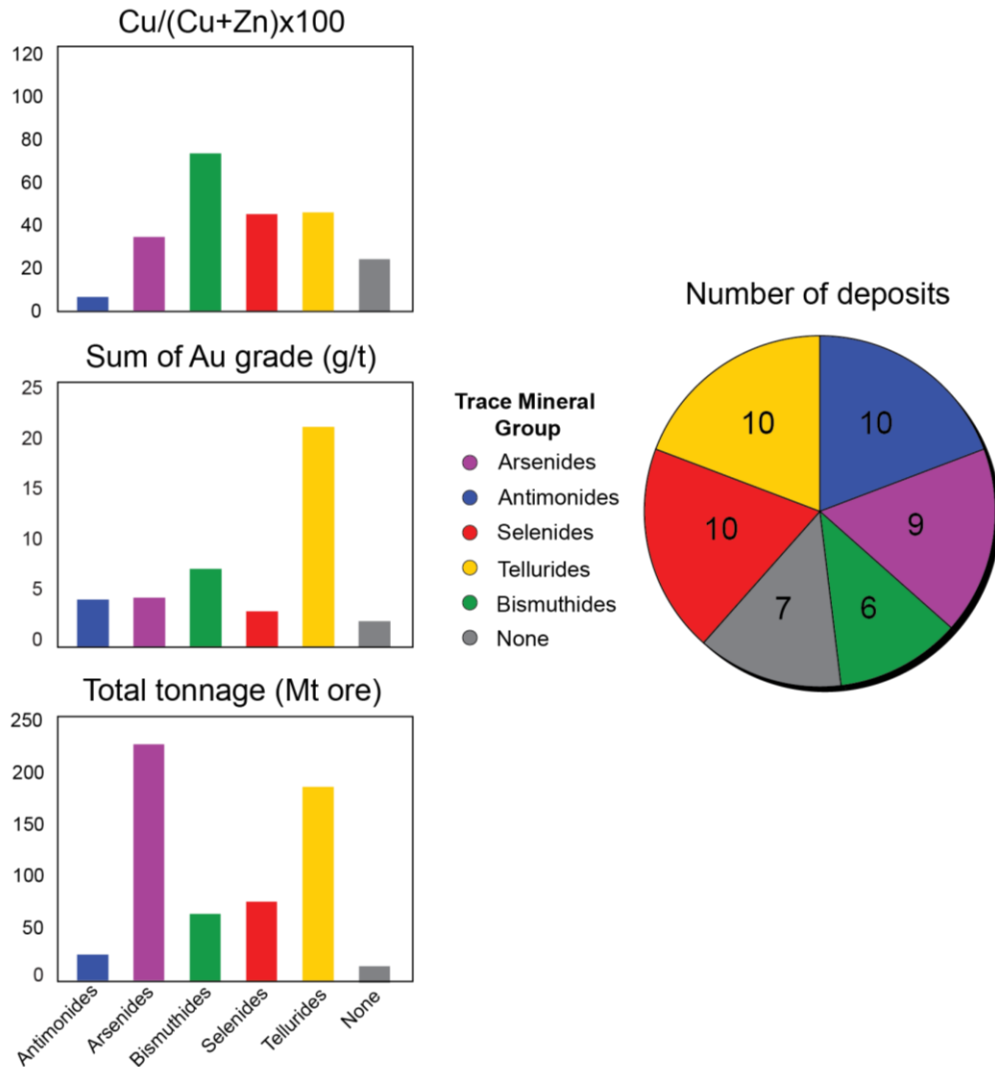 Cu/(Cu+Zn)x100
120
100
80
60
40
20
0
Sum of Au grade (g/t)
25
20
15
10
5
0
Total tonnage (Mt ore)
250
200
150
100
50
0
Antimonides
Arsenides
Bismuthides
Selenides
Tellurides
None
Trace Mineral
Group
Arsenides
Antimonides
Selenides
Tellurides
Bismuthides
None
Number of deposits
10
10
9
10
7
6